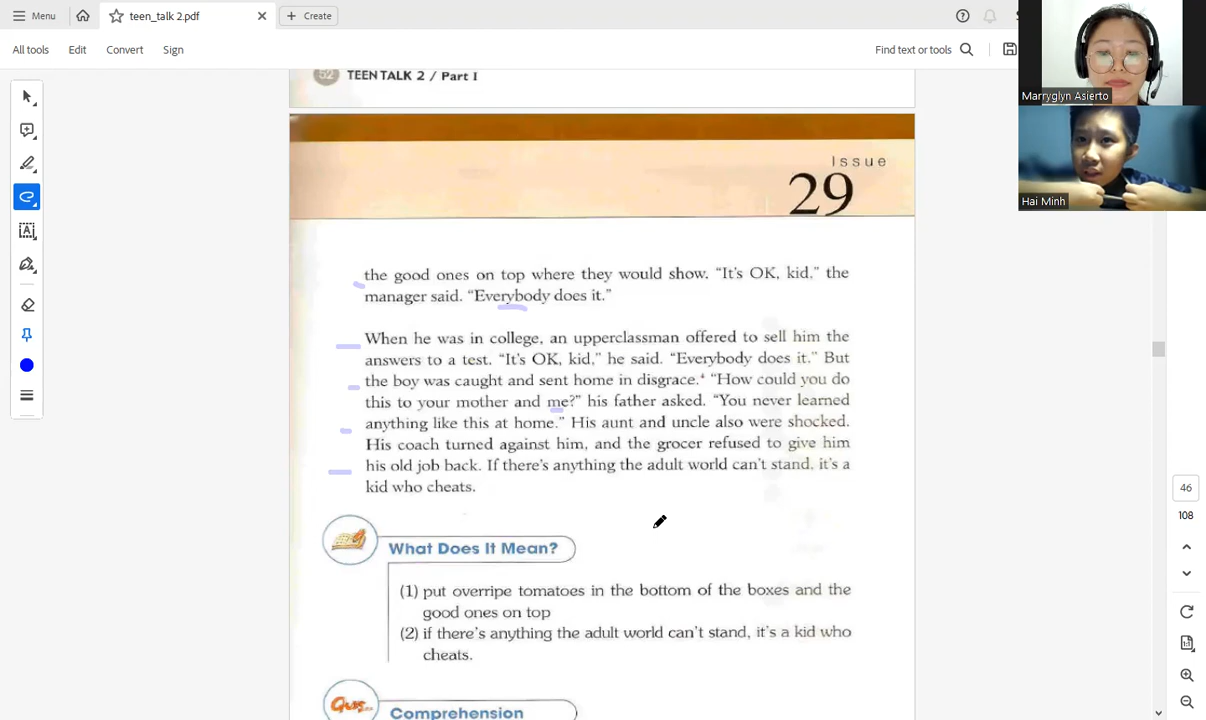 Menu
teen_talk 2.pdf
Create
All tools
Edit
Convert
Sign
Find text or tools
Marryglyn Asierto
Hai Minh
52 TEEN TALK 2 / Part I
Issue
29
the good ones on top where they would show. "It's OK, kid," the
manager said. "Everybody does it."
When he was in college, an upperclassman offered to sell him the
answers to a test. "It's OK, kid," he said. "Everybody does it." But
the boy was caught and sent home in disgrace.⁴ "How could you do
this to your mother and me?" his father asked. "You never learned
anything like this at home." His aunt and uncle also were shocked.
His coach turned against him, and the grocer refused to give him
his old job back. If there's anything the adult world can't stand, it's a
kid who cheats.
What Does It Mean?
(1) put overripe tomatoes in the bottom of the boxes and the
good ones on top
(2) if there's anything the adult world can't stand, it's a kid who
cheats.
Comprehension
46
108